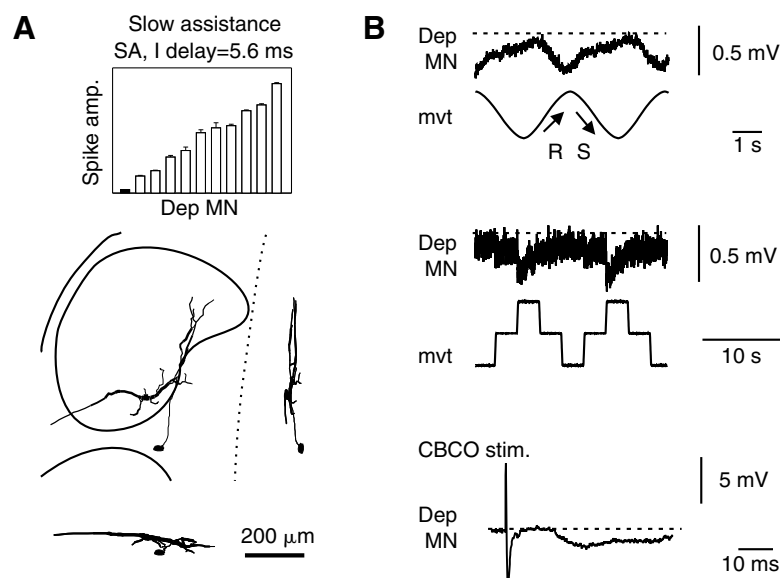 A
Slow assistance
SA, I delay=5.6 ms
Spike amp.
Dep MN
200 μm
B
Dep
MN
0.5 mV
mvt
R S
1 s
Dep
MN
0.5 mV
mvt
10 s
CBCO stim.
5 mV
Dep
MN
10 ms